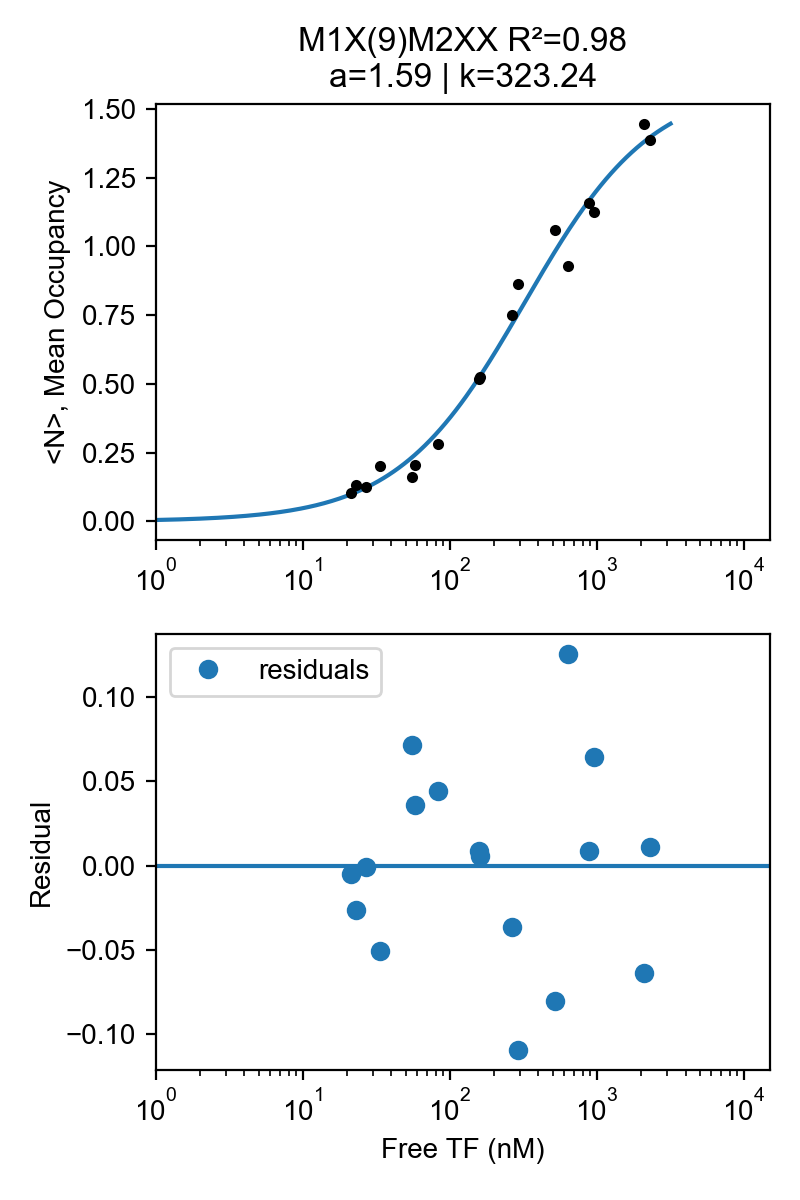 M1X(9)M2XX R²=0.98
a=1.59 | k=323.24
<N>, Mean Occupancy
1.50
1.25
1.00
0.75
0.50
0.25
0.00
10⁰ 10¹ 10² 10³ 10⁴
residuals
Residual
0.10
0.05
0.00
−0.05
−0.10
10⁰ 10¹ 10² 10³ 10⁴
Free TF (nM)